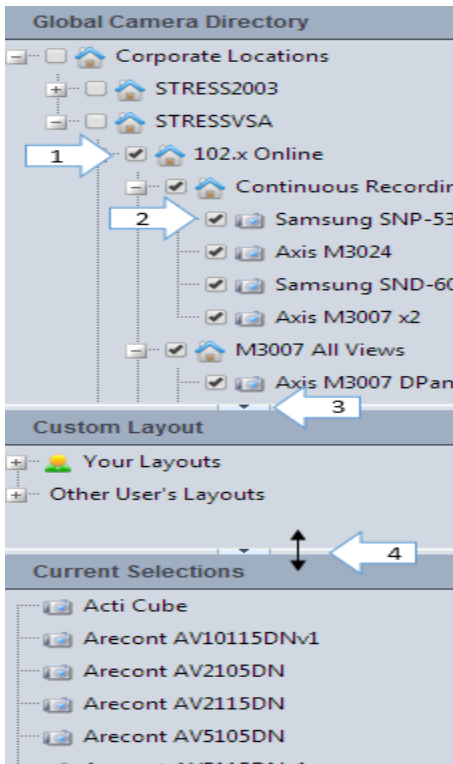 Global Camera Directory
Corporate Locations
STRESS2003
STRESSVSA
1
102.x Online
Continuous Recordin
2
Samsung SNP-53
Axis M3024
Samsung SND-60
Axis M3007 x2
M3007 All Views
Axis M3007 DPan
3
Custom Layout
Your Layouts
Other User's Layouts
4
Current Selections
Acti Cube
Arecont AV10115DNv1
Arecont AV2105DN
Arecont AV2115DN
Arecont AV5105DN